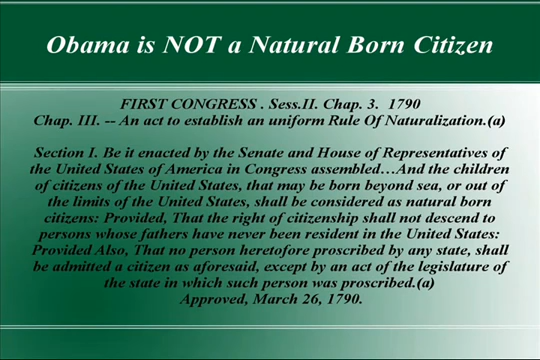 Obama is NOT a Natural Born Citizen
FIRST CONGRESS . Sess.II. Chap. 3. 1790
Chap. III. -- An act to establish an uniform Rule Of Naturalization.(a)
Section I. Be it enacted by the Senate and House of Representatives of
the United States of America in Congress assembled…And the children
of citizens of the United States, that may be born beyond sea, or out of
the limits of the United States, shall be considered as natural born
citizens: Provided, That the right of citizenship shall not descend to
persons whose fathers have never been resident in the United States:
Provided Also, That no person heretofore proscribed by any state, shall
be admitted a citizen as aforesaid, except by an act of the legislature of
the state in which such person was proscribed.(a)
Approved, March 26, 1790.